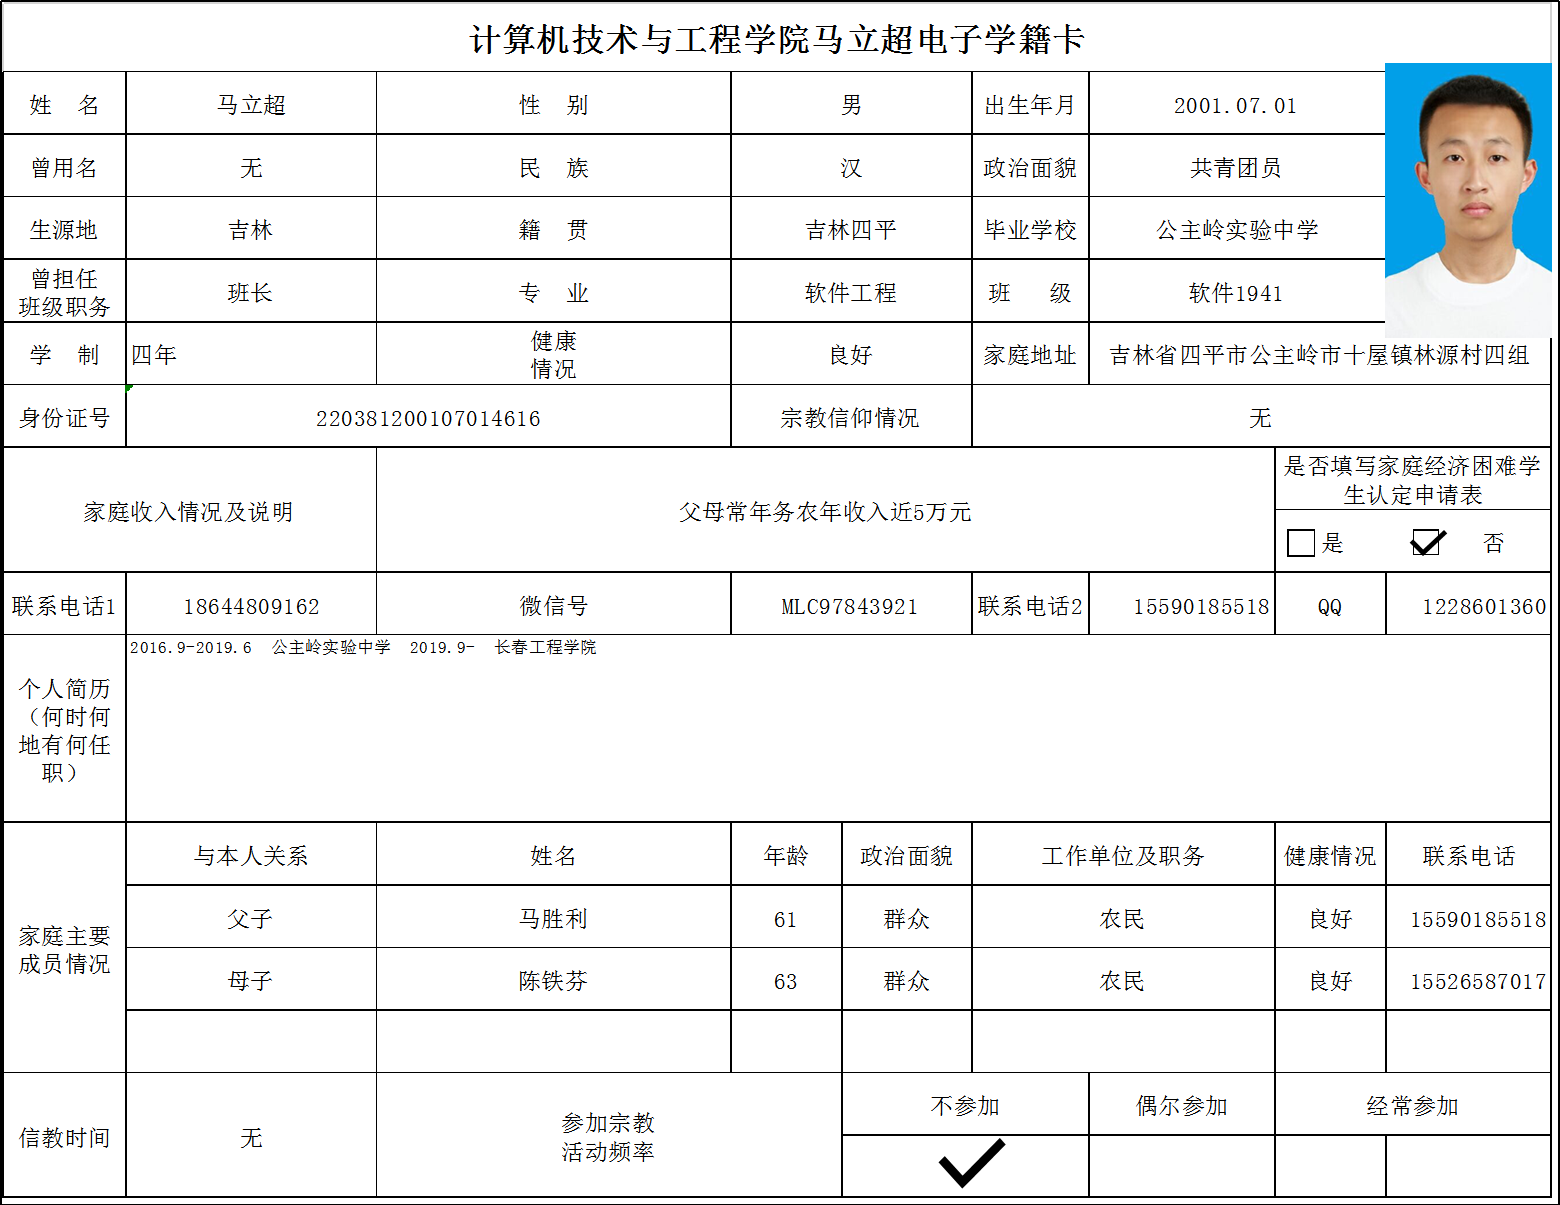 计算机技术与工程学院马立超电子学籍卡
姓 名 马立超 性 别 男 出生年月 2001.07.01
曾用名 无 民 族 汉 政治面貌 共青团员
生源地 吉林 籍 贯 吉林四平 毕业学校 公主岭实验中学
曾担任
班级职务 班长 专 业 软件工程 班 级 软件1941
学 制 四年 健康
情况 良好 家庭地址 吉林省四平市公主岭市十屋镇林源村四组
身份证号 220381200107014616 宗教信仰情况 无
家庭收入情况及说明 父母常年务农年收入近5万元 是否填写家庭经济困难学
生认定申请表
是 否
联系电话1 18644809162 微信号 MLC97843921 联系电话2 15590185518 QQ 1228601360
个人简历
（何时何
地有何任
职）
2016.9-2019.6 公主岭实验中学 2019.9- 长春工程学院
家庭主要
成员情况
与本人关系 姓名 年龄 政治面貌 工作单位及职务 健康情况 联系电话
父子 马胜利 61 群众 农民 良好 15590185518
母子 陈铁芬 63 群众 农民 良好 15526587017
信教时间 无 参加宗教
活动频率
不参加 偶尔参加 经常参加